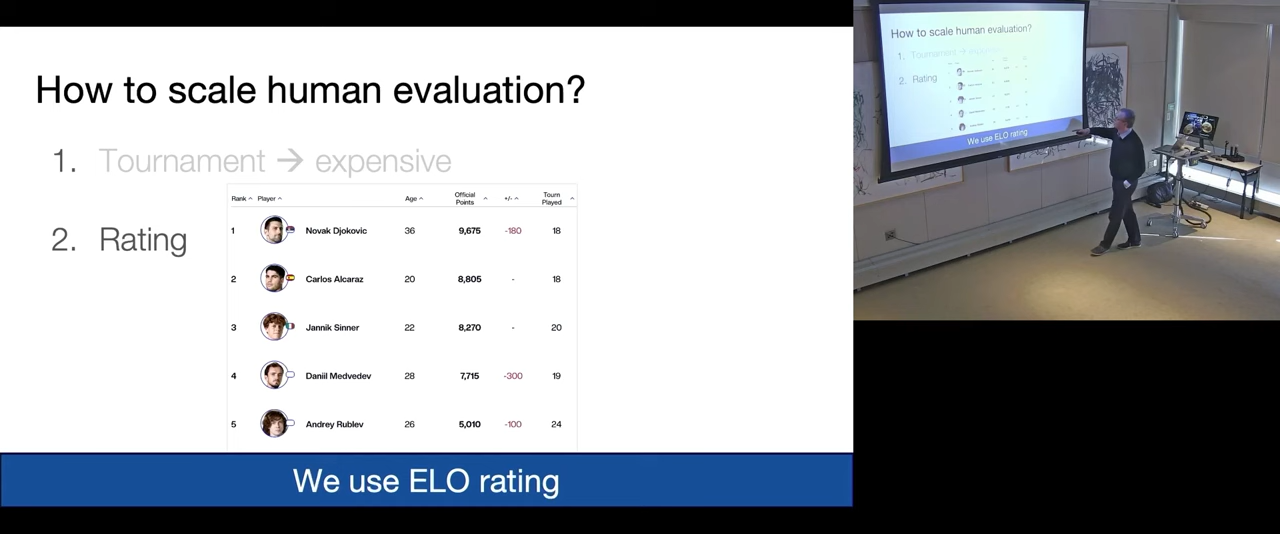 How to scale human evaluation?
1. Tournament → expensive
2. Rating
Rank Player Age Official Points +/- Tourn Played
1 Novak Djokovic 36 9,675 -180 18
2 Carlos Alcaraz 20 8,805 - 18
3 Jannik Sinner 22 8,270 - 20
4 Daniil Medvedev 28 7,715 -300 19
5 Andrey Rublev 26 5,010 -100 24
We use ELO rating
How to scale human evaluation?
1. Tournament → expensive
2. Rating
We use ELO rating